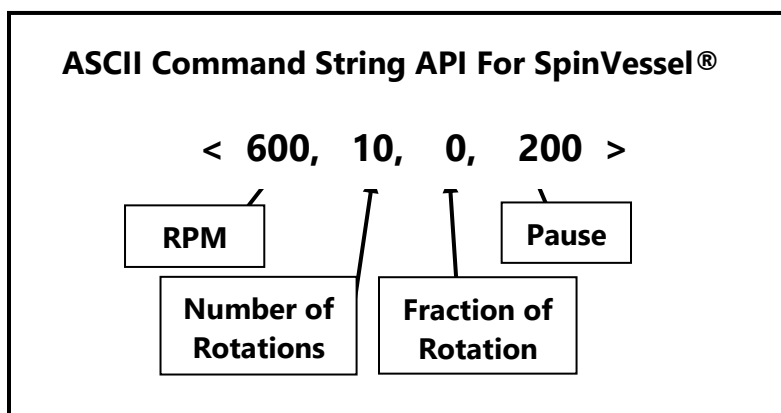 ASCII Command String API For SpinVessel®
< 600, 10, 0, 200 >
RPM
Pause
Number of
Rotations
Fraction of
Rotation